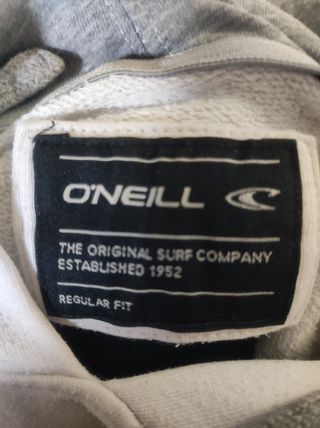 O'NEILL
THE ORIGINAL SURF COMPANY
ESTABLISHED 1952
REGULAR FIT